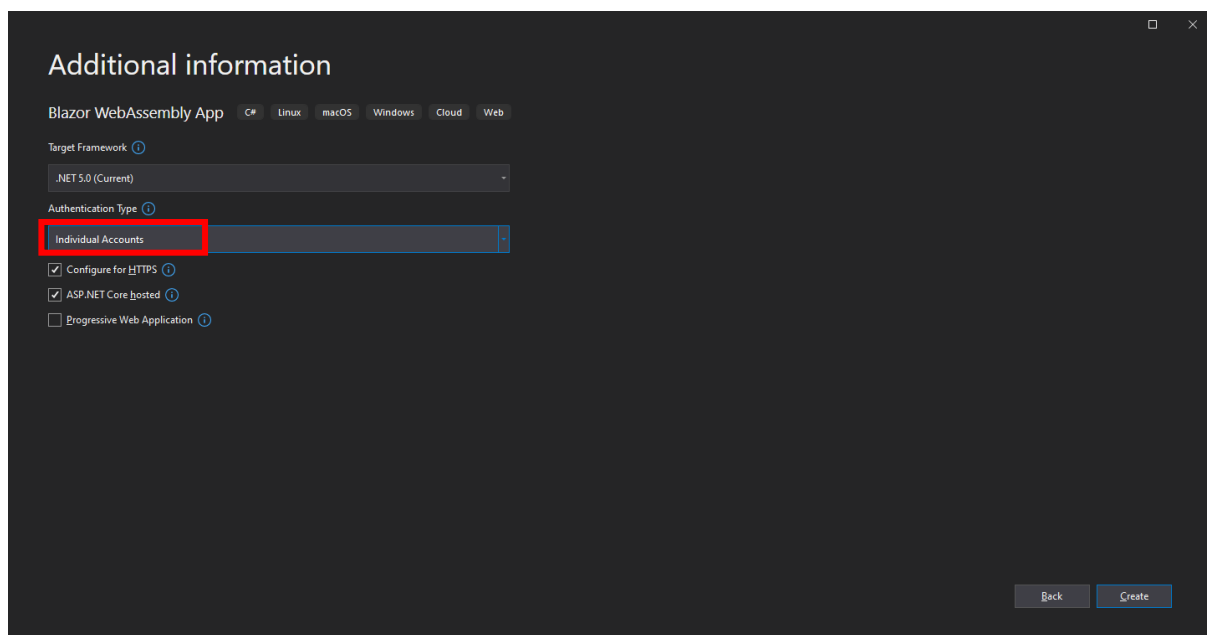 Additional information
Blazor WebAssembly App C# Linux macOS Windows Cloud Web
Target Framework
.NET 5.0 (Current)
Authentication Type
Individual Accounts
Configure for HTTPS
ASP.NET Core hosted
Progressive Web Application
Back Create